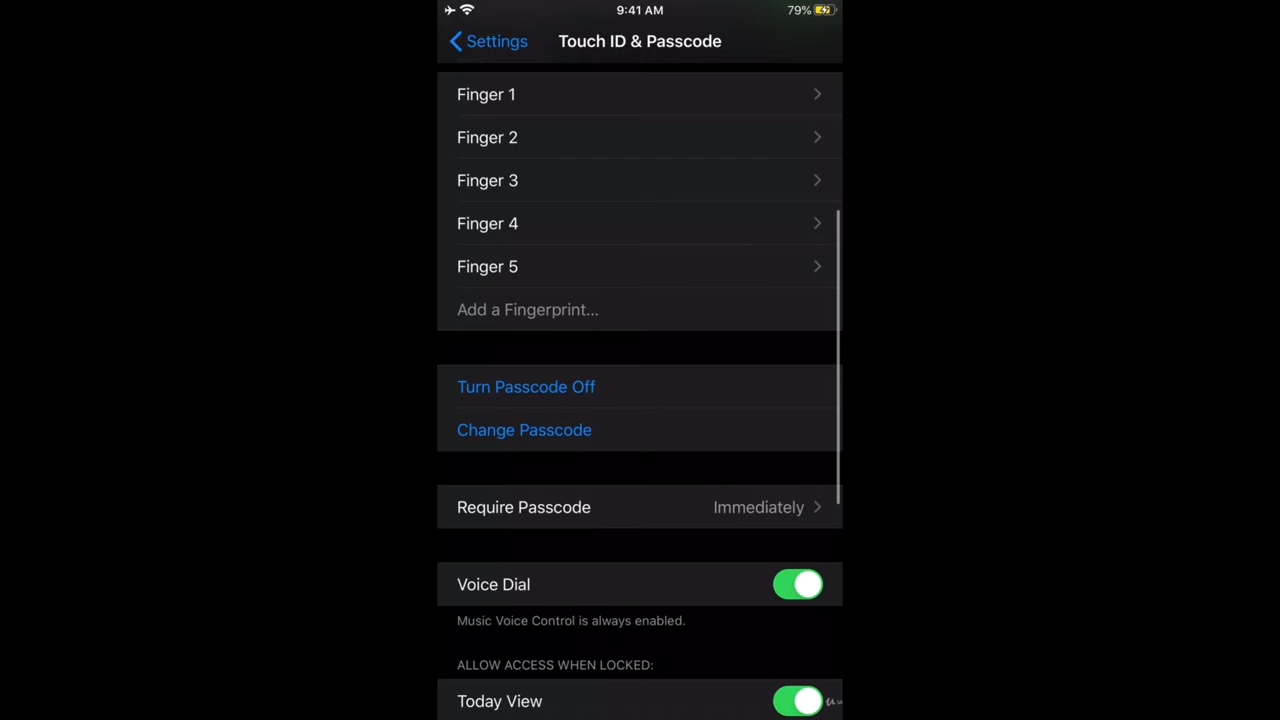 9:41 AM
79%
Settings
Touch ID & Passcode
Finger 1
Finger 2
Finger 3
Finger 4
Finger 5
Add a Fingerprint...
Turn Passcode Off
Change Passcode
Require Passcode Immediately
Voice Dial
Music Voice Control is always enabled.
ALLOW ACCESS WHEN LOCKED:
Today View